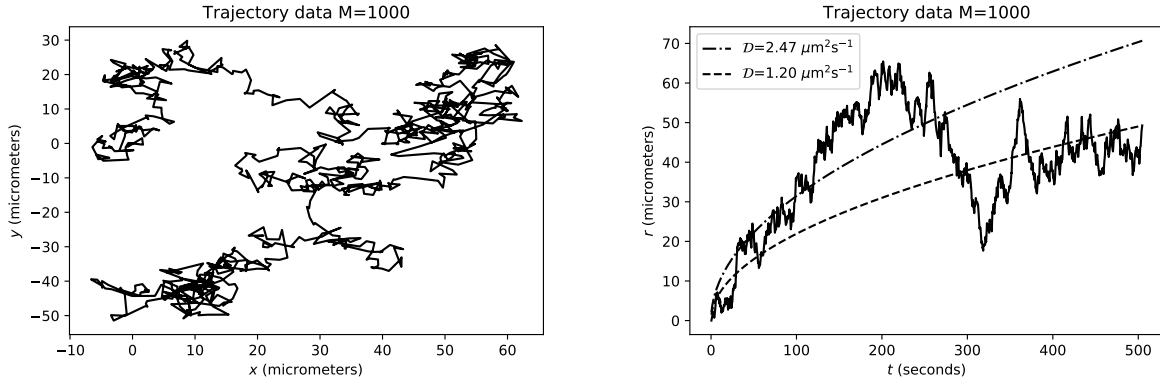 Trajectory data M=1000
30
20
10
0
−10
−20
−30
−40
−50
y (micrometers)
−10 0 10 20 30 40 50 60
x (micrometers)
Trajectory data M=1000
𝒟=2.47 μm²s⁻¹
𝒟=1.20 μm²s⁻¹
70
60
50
40
30
20
10
0
r (micrometers)
0 100 200 300 400 500
t (seconds)